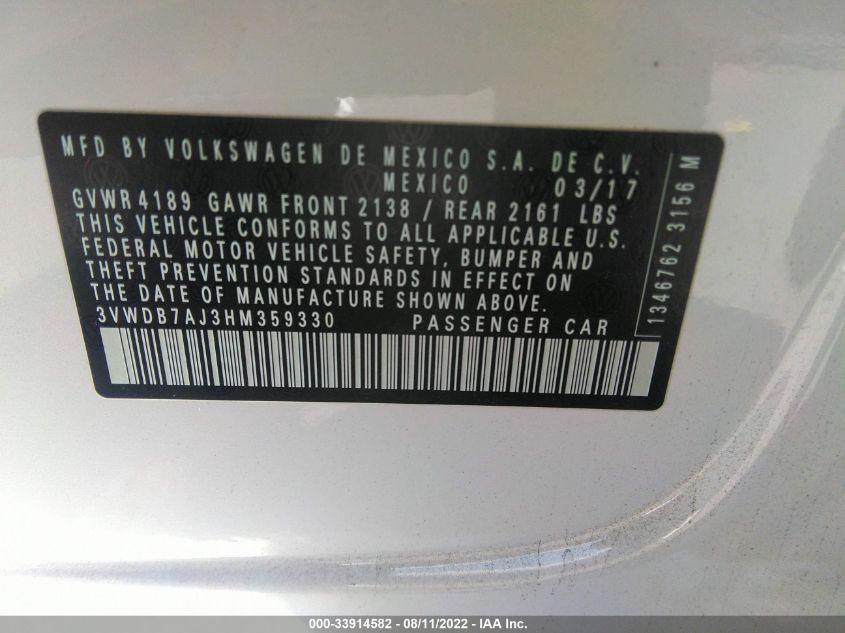 MFD BY VOLKSWAGEN DE MEXICO S.A. DE C.V.
MEXICO 03/17
GVWR 4189 GAWR FRONT 2138 / REAR 2161 LBS
THIS VEHICLE CONFORMS TO ALL APPLICABLE U.S.
FEDERAL MOTOR VEHICLE SAFETY, BUMPER AND
THEFT PREVENTION STANDARDS IN EFFECT ON
THE DATE OF MANUFACTURE SHOWN ABOVE.
3VWDB7AJ3HM359330 PASSENGER CAR
1346762 3156 M
000-33914582 / 08/11/2022 / IAA Inc.